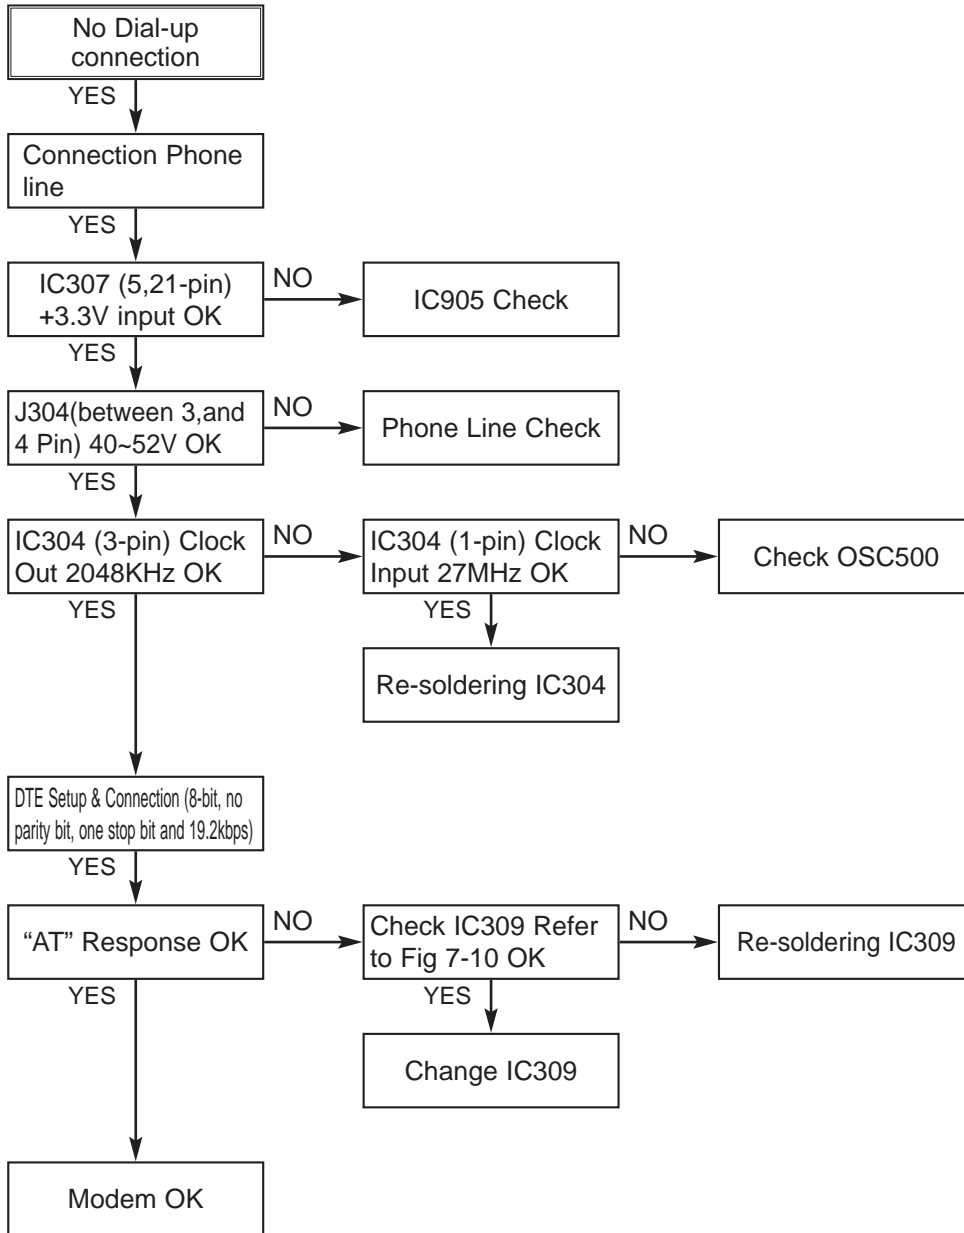 No Dial-up
connection
YES
Connection Phone
line
YES
IC307 (5,21-pin)
+3.3V input OK
NO
IC905 Check
YES
J304(between 3,and
4 Pin) 40~52V OK
NO
Phone Line Check
YES
IC304 (3-pin) Clock
Out 2048KHz OK
NO
IC304 (1-pin) Clock
Input 27MHz OK
NO
Check OSC500
YES
YES
Re-soldering IC304
DTE Setup & Connection (8-bit, no
parity bit, one stop bit and 19.2kbps)
YES
“AT” Response OK
NO
Check IC309 Refer
to Fig 7-10 OK
NO
Re-soldering IC309
YES
YES
Change IC309
Modem OK